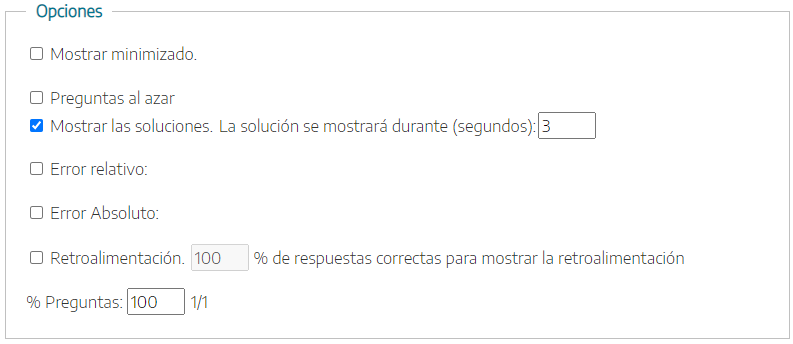 Opciones
Mostrar minimizado.
Preguntas al azar
Mostrar las soluciones. La solución se mostrará durante (segundos): 3
Error relativo:
Error Absoluto:
Retroalimentación. 100 % de respuestas correctas para mostrar la retroalimentación
% Preguntas: 100 1/1